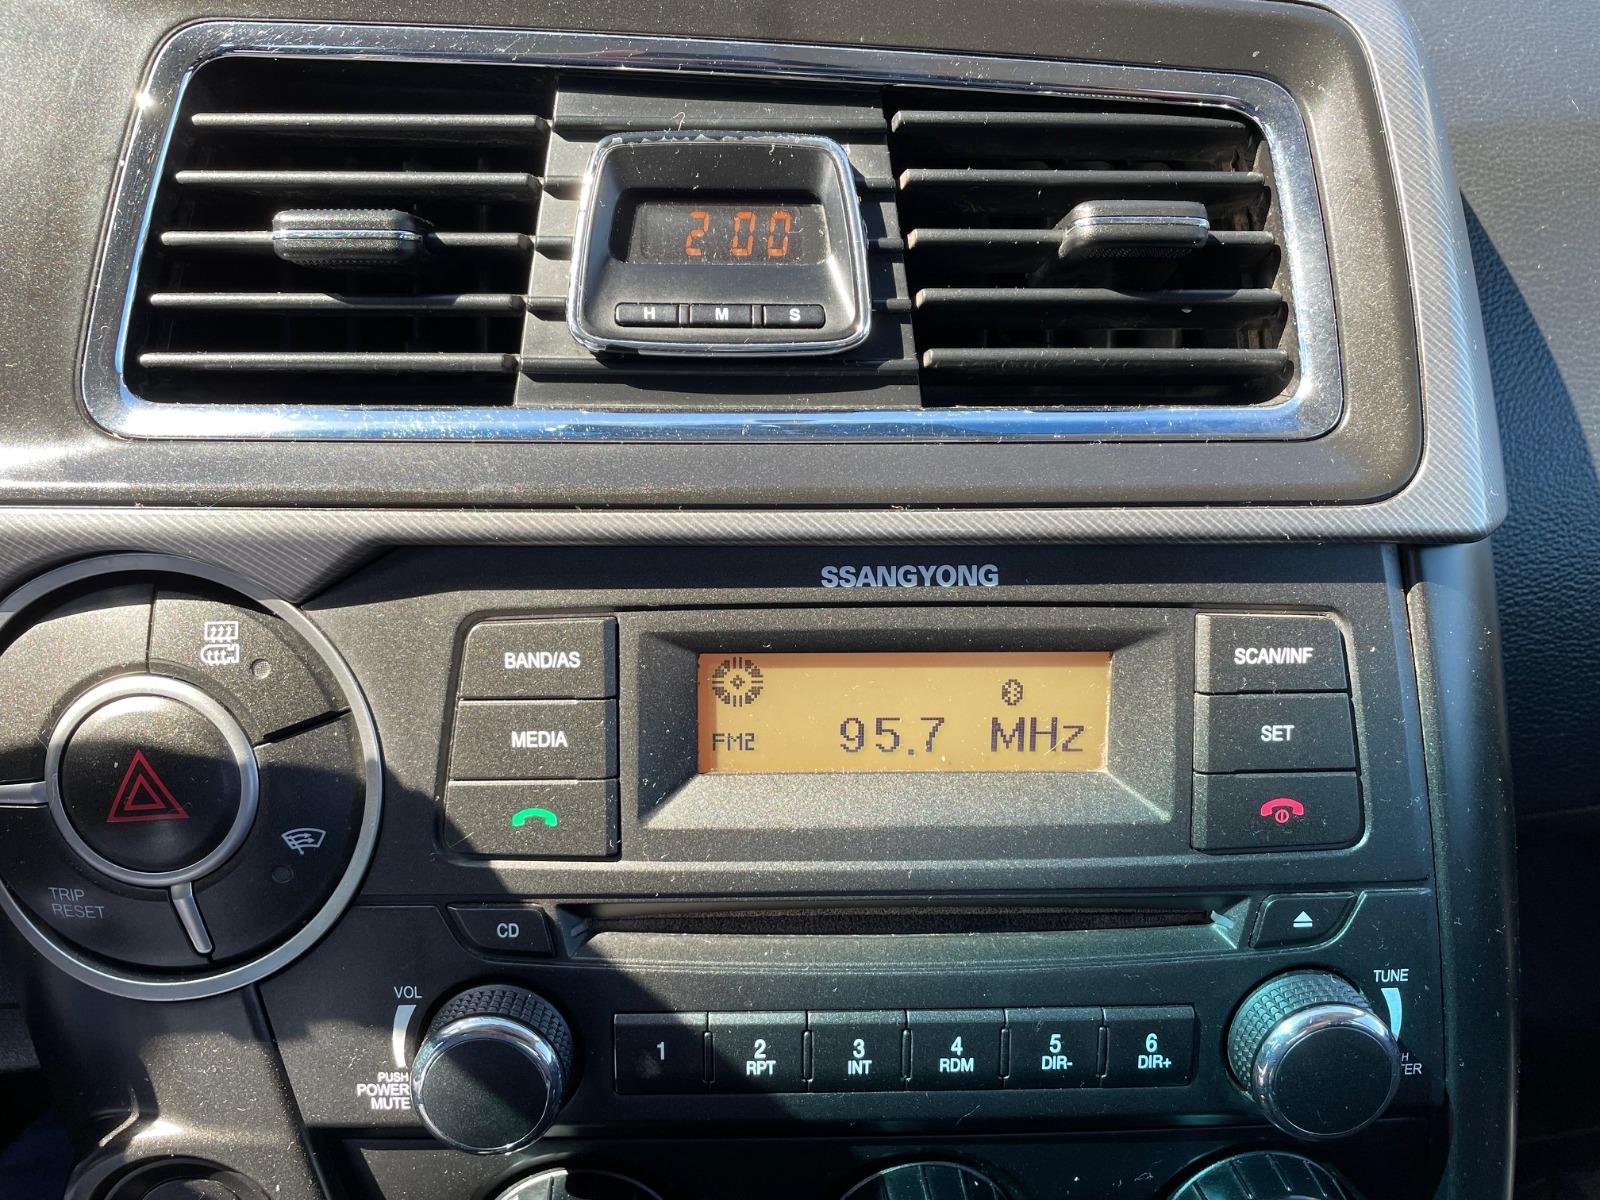 2:00
H M S
SSANGYONG
BAND/AS
SCAN/INF
MEDIA
FM2
95.7 MHz
SET
TRIP
RESET
CD
VOL
TUNE
PUSH
POWER
MUTE
1
2
RPT
3
INT
4
RDM
5
DIR-
6
DIR+